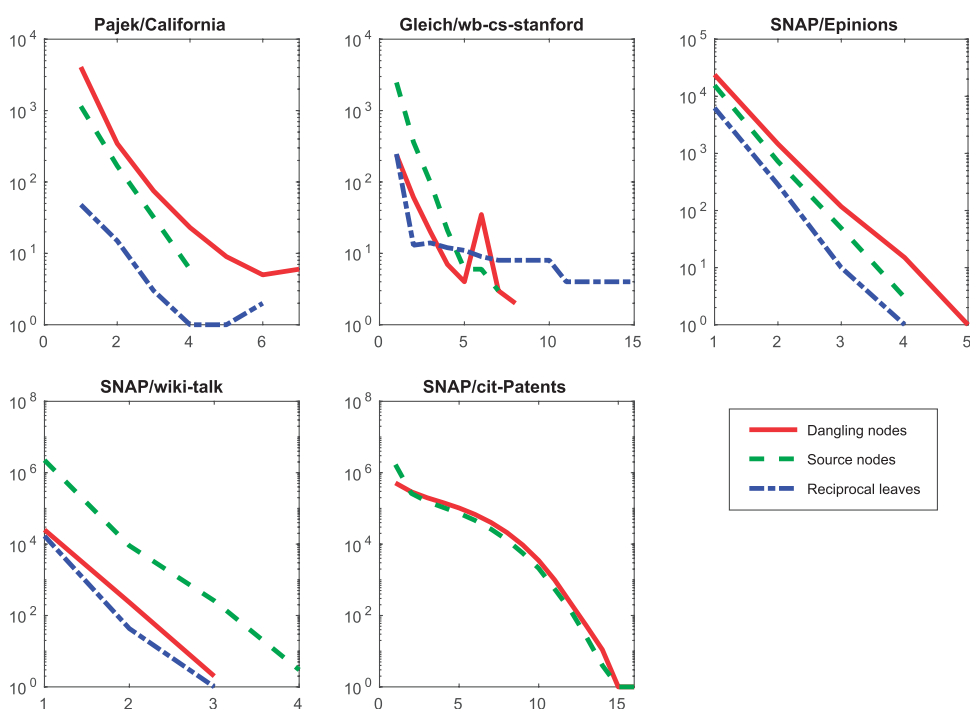 Pajek/California
Gleich/wb-cs-stanford
SNAP/Epinions
10^4
10^3
10^2
10^1
10^0
0 2 4 6
10^4
10^3
10^2
10^1
10^0
0 5 10 15
10^5
10^4
10^3
10^2
10^1
10^0
1 2 3 4 5
SNAP/wiki-talk
SNAP/cit-Patents
10^8
10^6
10^4
10^2
10^0
1 2 3 4
10^8
10^6
10^4
10^2
10^0
0 5 10 15
Dangling nodes
Source nodes
Reciprocal leaves